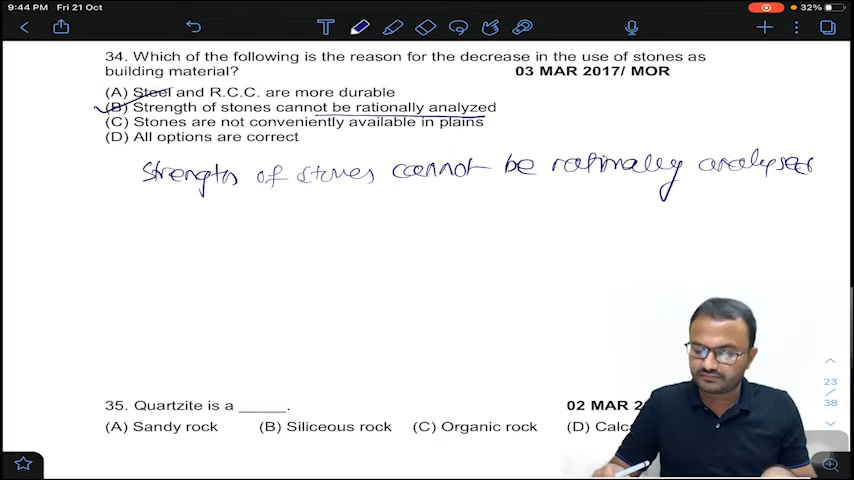 9:44 PM Fri 21 Oct
32%
34. Which of the following is the reason for the decrease in the use of stones as
building material? 03 MAR 2017/ MOR
(A) Steel and R.C.C. are more durable
(B) Strength of stones cannot be rationally analyzed
(C) Stones are not conveniently available in plains
(D) All options are correct
Strength of stones cannot be rationally
23
/
38
35. Quartzite is a _____. 02 MAR 2
(A) Sandy rock (B) Siliceous rock (C) Organic rock (D) Calc